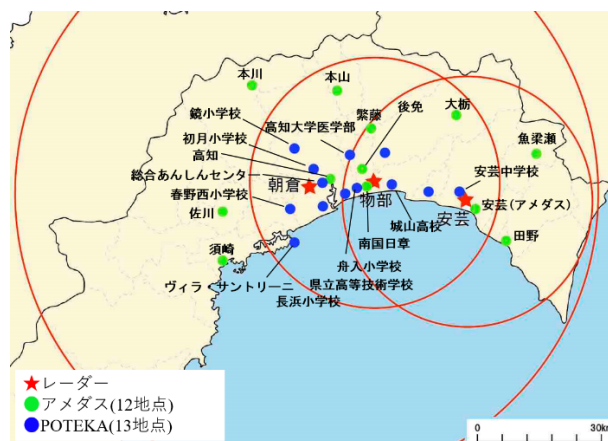 本川
本山
繁藤
後免
大栃
魚梁瀬
鏡小学校
高知大学医学部
初月小学校
高知
総合あんしんセンター
朝倉
春野西小学校
佐川
物部
安芸中学校
安芸
安芸(アメダス)
城山高校
南国日章
田野
須崎
舟入小学校
ヴィラ・サントリーニ
県立高等技術学校
長浜小学校
レーダー
アメダス(12地点)
POTEKA(13地点)
0 30km